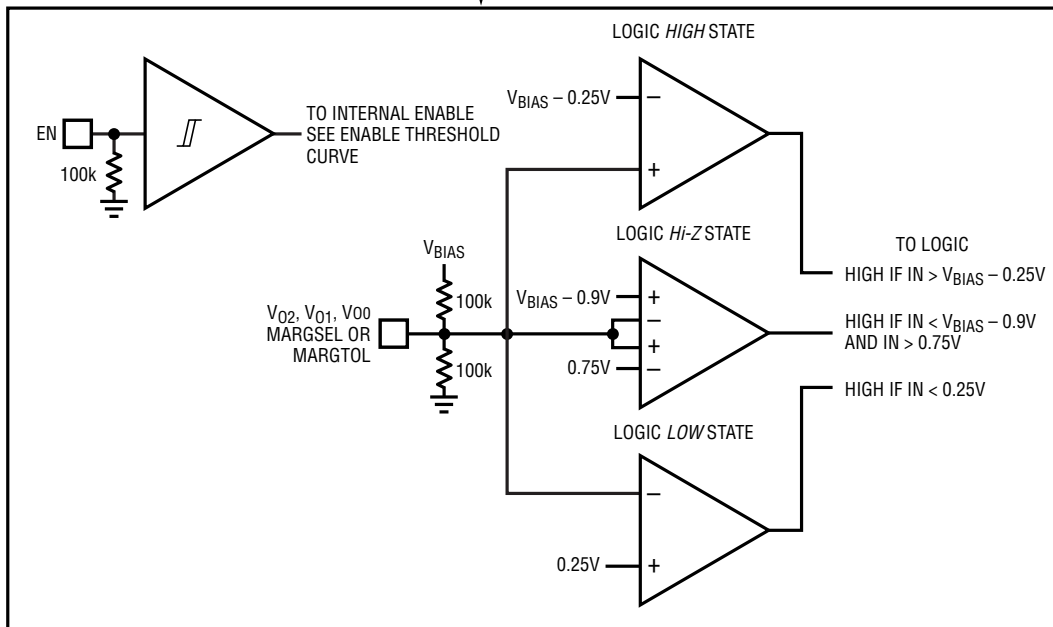 LOGIC HIGH STATE
V_BIAS – 0.25V
–
+
EN
100k
TO INTERNAL ENABLE
SEE ENABLE THRESHOLD
CURVE
LOGIC Hi-Z STATE
V_BIAS
100k
V_BIAS – 0.9V
+
–
+
–
0.75V
V_O2, V_O1, V_O0
MARGSEL OR
MARGTOL
100k
TO LOGIC
HIGH IF IN > V_BIAS – 0.25V
HIGH IF IN < V_BIAS – 0.9V
AND IN > 0.75V
HIGH IF IN < 0.25V
LOGIC LOW STATE
–
0.25V
+